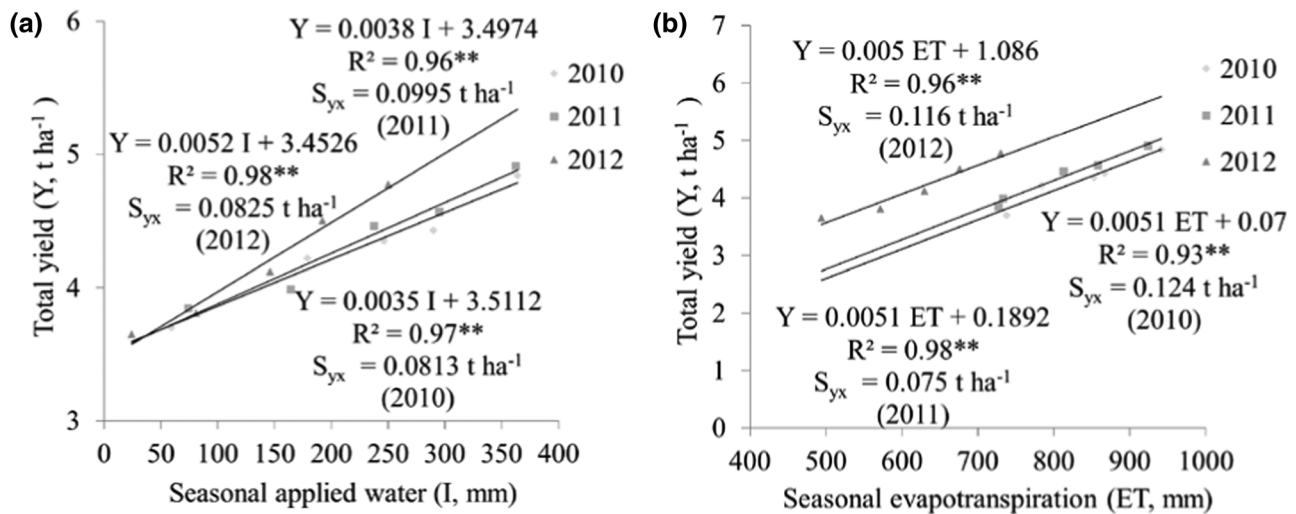 (a)
6
5
4
3
Total yield (Y, t ha-1)
Y = 0.0038 I + 3.4974
R² = 0.96**
Syx = 0.0995 t ha-1
(2011)
Y = 0.0052 I + 3.4526
R² = 0.98**
Syx = 0.0825 t ha-1
(2012)
Y = 0.0035 I + 3.5112
R² = 0.97**
Syx = 0.0813 t ha-1
(2010)
2010
2011
2012
0 50 100 150 200 250 300 350 400
Seasonal applied water (I, mm)
(b)
7
6
5
4
3
2
1
0
Total yield (Y, t ha-1)
Y = 0.005 ET + 1.086
R² = 0.96**
Syx = 0.116 t ha-1
(2012)
Y = 0.0051 ET + 0.07
R² = 0.93**
Syx = 0.124 t ha-1
(2010)
Y = 0.0051 ET + 0.1892
R² = 0.98**
Syx = 0.075 t ha-1
(2011)
2010
2011
2012
400 500 600 700 800 900 1000
Seasonal evapotranspiration (ET, mm)